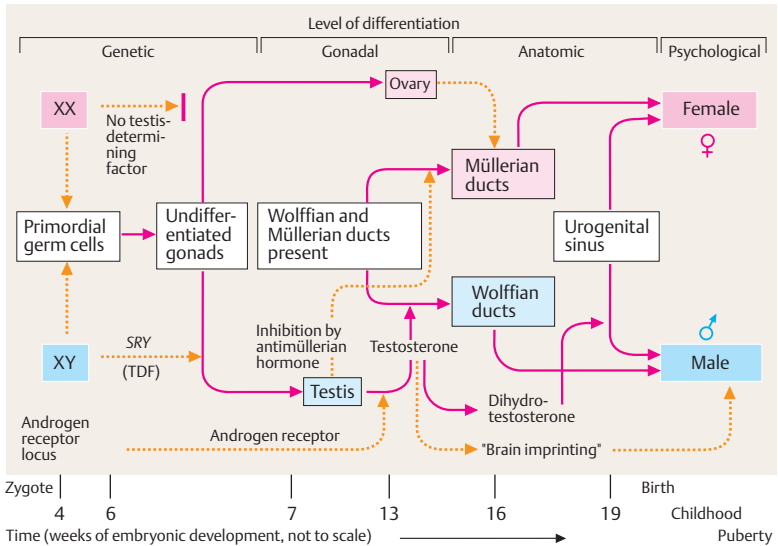 Level of differentiation
Genetic
Gonadal
Anatomic
Psychological
XX
No testis-
determi-
ning
factor
Ovary
Female
♀
Müllerian
ducts
Primordial
germ cells
Undiffer-
entiated
gonads
Wolffian and
Müllerian ducts
present
Urogenital
sinus
Wolffian
ducts
XY
SRY
(TDF)
Inhibition by
antimüllerian
hormone
Testosterone
♂
Male
Testis
Dihydro-
testosterone
Androgen
receptor
locus
Androgen receptor
"Brain imprinting"
Zygote
Birth
4
6
7
13
16
19
Childhood
Time (weeks of embryonic development, not to scale)
Puberty